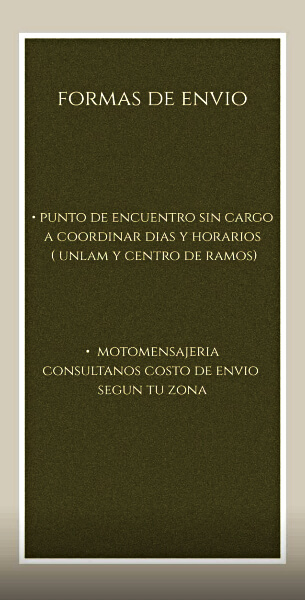 FORMAS DE ENVIO
• PUNTO DE ENCUENTRO SIN CARGO
A COORDINAR DIAS Y HORARIOS
( UNLAM Y CENTRO DE RAMOS)
• MOTOMENSAJERIA
CONSULTANOS COSTO DE ENVIO
SEGUN TU ZONA